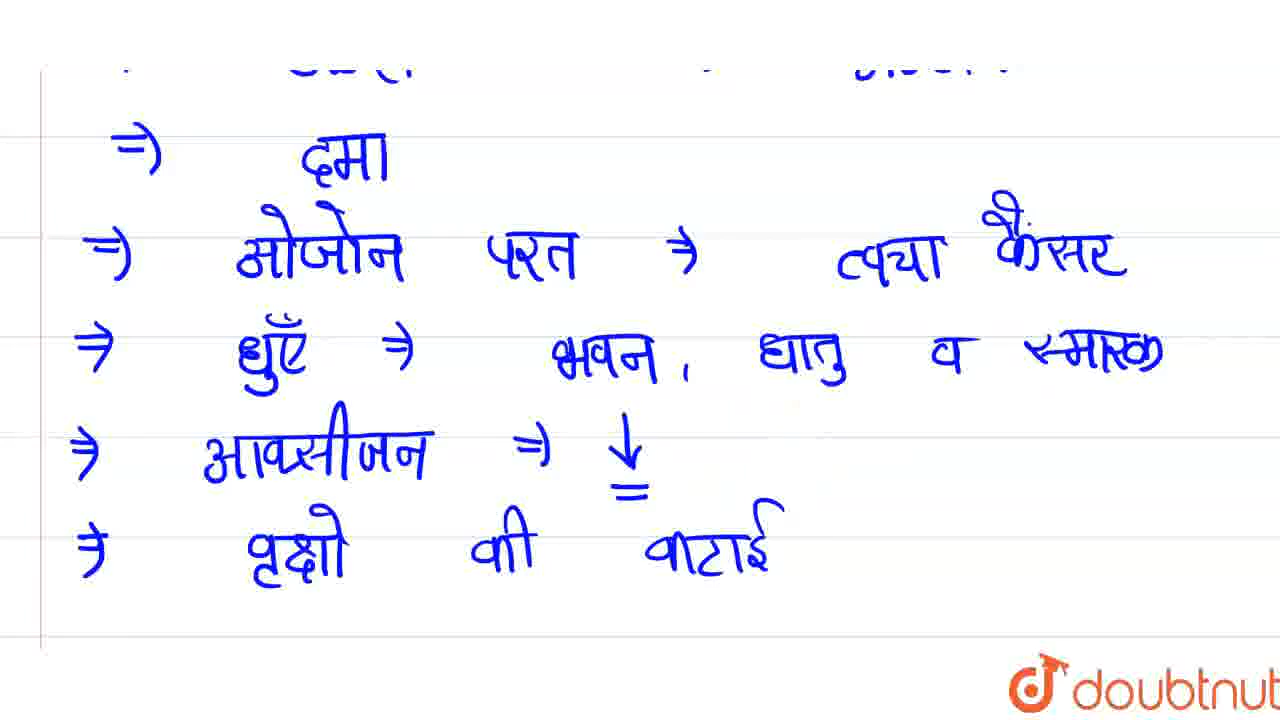 => दमा
=> ओजोन परत => त्वचा कैंसर
=> धुएँ => भवन, धातु व स्मारक
=> आक्सीजन => ↓
=> वृक्षो की कटाई
doubtnut